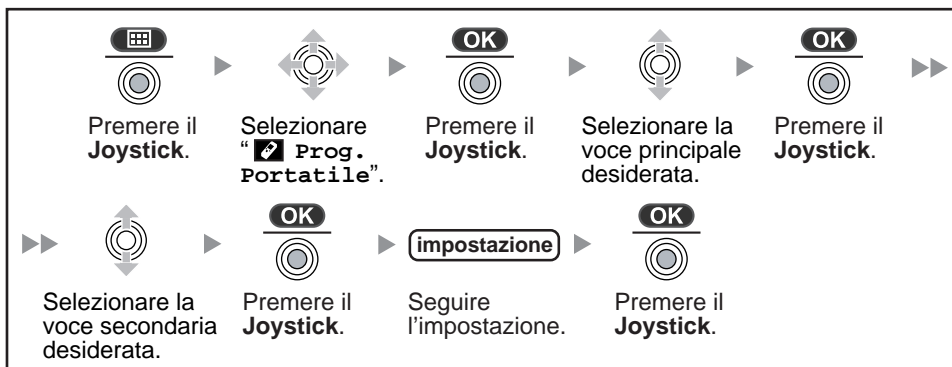 OK
OK
Premere il
Joystick.
Selezionare
“ Prog.
Portatile”.
Premere il
Joystick.
Selezionare la
voce principale
desiderata.
Premere il
Joystick.
OK
impostazione
OK
Selezionare la
voce secondaria
desiderata.
Premere il
Joystick.
Seguire
l’impostazione.
Premere il
Joystick.